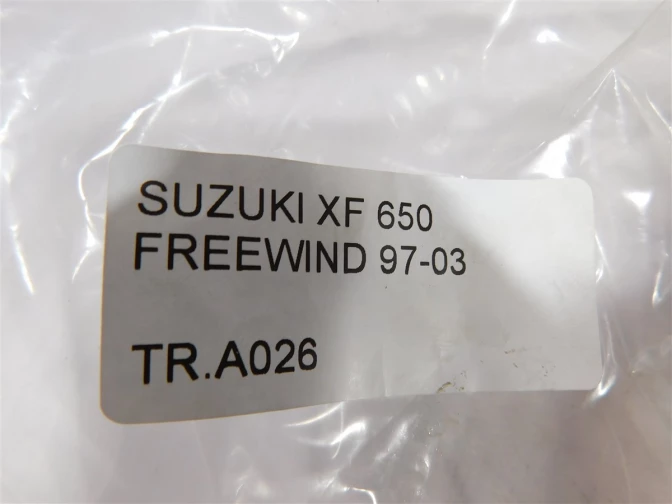 SUZUKI XF 650
FREEWIND 97-03
TR.A026